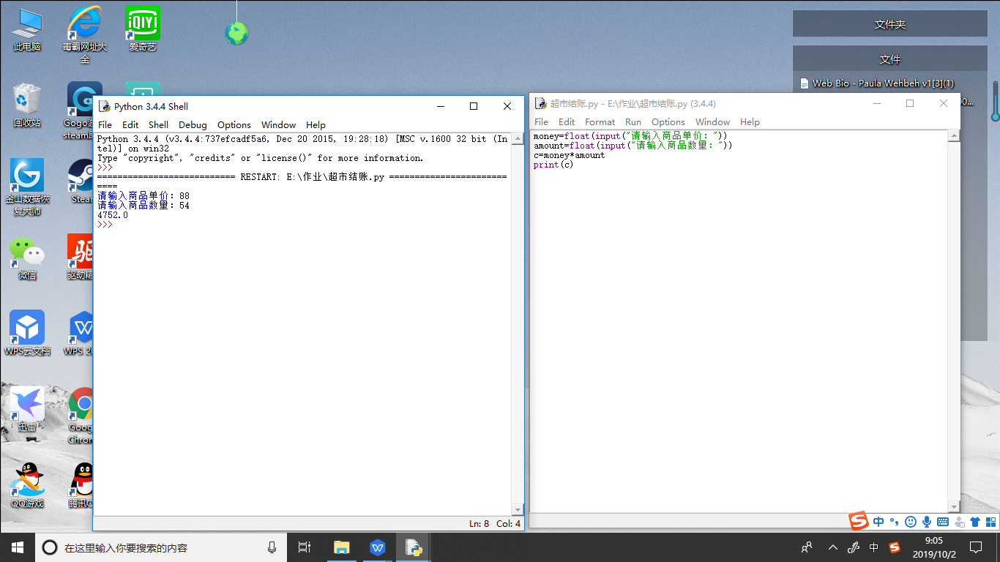 此电脑
毒霸网址大
全
iQIY
爱奇艺
回收站
Gogo
steam
金山数据恢
复大师
Steam
微信
驱
WPS云文档
WPS 20
迅雷
Goog
Chro
QQ游戏
文件夹
文件
Web Bio - Paula Wehbeh v1[3](1)
Python 3.4.4 Shell
File Edit Shell Debug Options Window Help
Python 3.4.4 (v3.4.4:737efcadf5a6, Dec 20 2015, 19:28:18) [MSC v.1600 32 bit (In
tel)] on win32
Type "copyright", "credits" or "license()" for more information.
>>>
=========================== RESTART: E:\作业\超市结账.py =======================
====
请输入商品单价：88
请输入商品数量：54
4752.0
>>>
Ln: 8 Col: 4
超市结账.py - E:\作业\超市结账.py (3.4.4)
File Edit Format Run Options Window Help
money=float(input("请输入商品单价："))
amount=float(input("请输入商品数量："))
c=money*amount
print(c)
中
在这里输入你要搜索的内容
中
9:05
2019/10/2